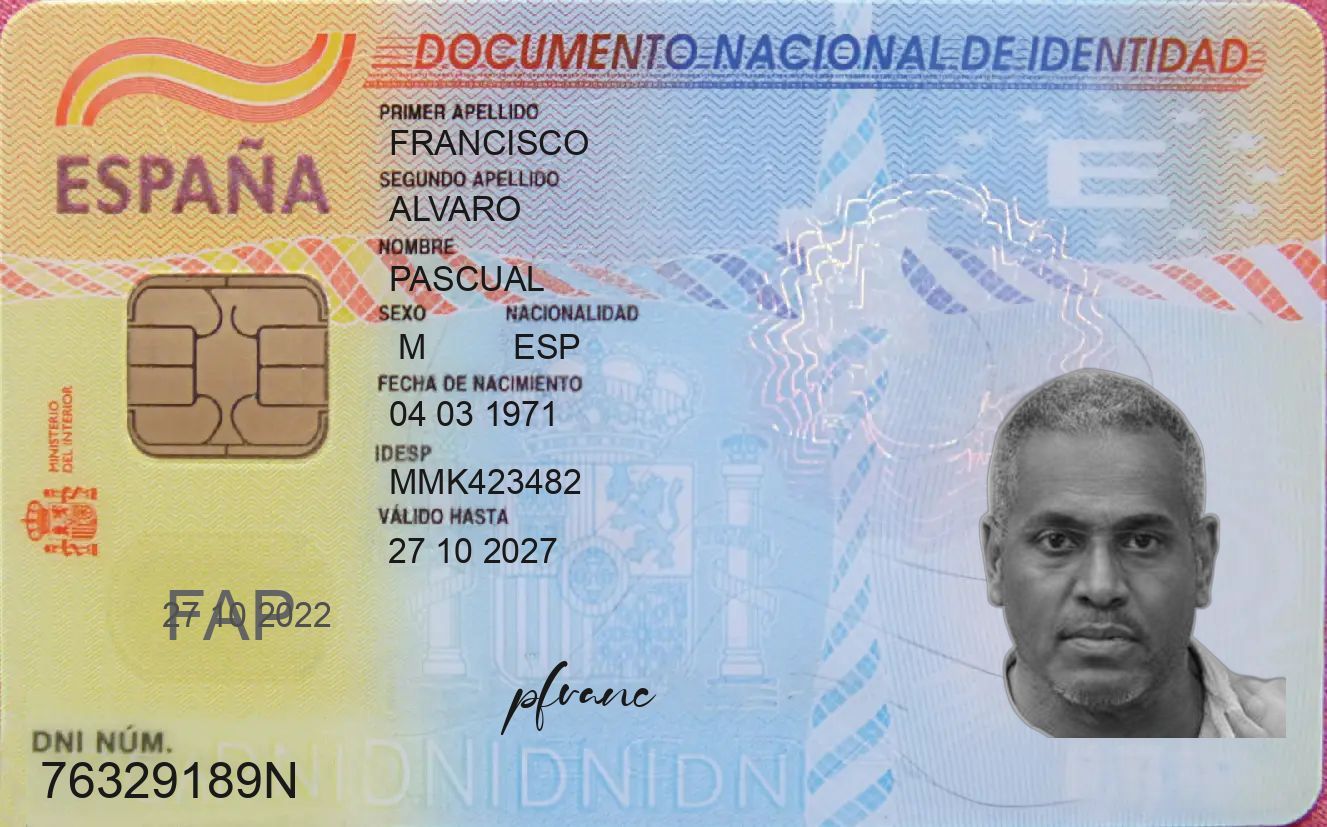 DOCUMENTO NACIONAL DE IDENTIDAD
ESPAÑA
PRIMER APELLIDO
FRANCISCO
SEGUNDO APELLIDO
ALVARO
NOMBRE
PASCUAL
SEXO NACIONALIDAD
M ESP
FECHA DE NACIMIENTO
04 03 1971
IDESP
MMK423482
VÁLIDO HASTA
27 10 2027
MINISTERIO
DEL INTERIOR
E
FAP
27 10 2022
pfranc
DNI NÚM.
76329189N
DNIDNIDNIDNI